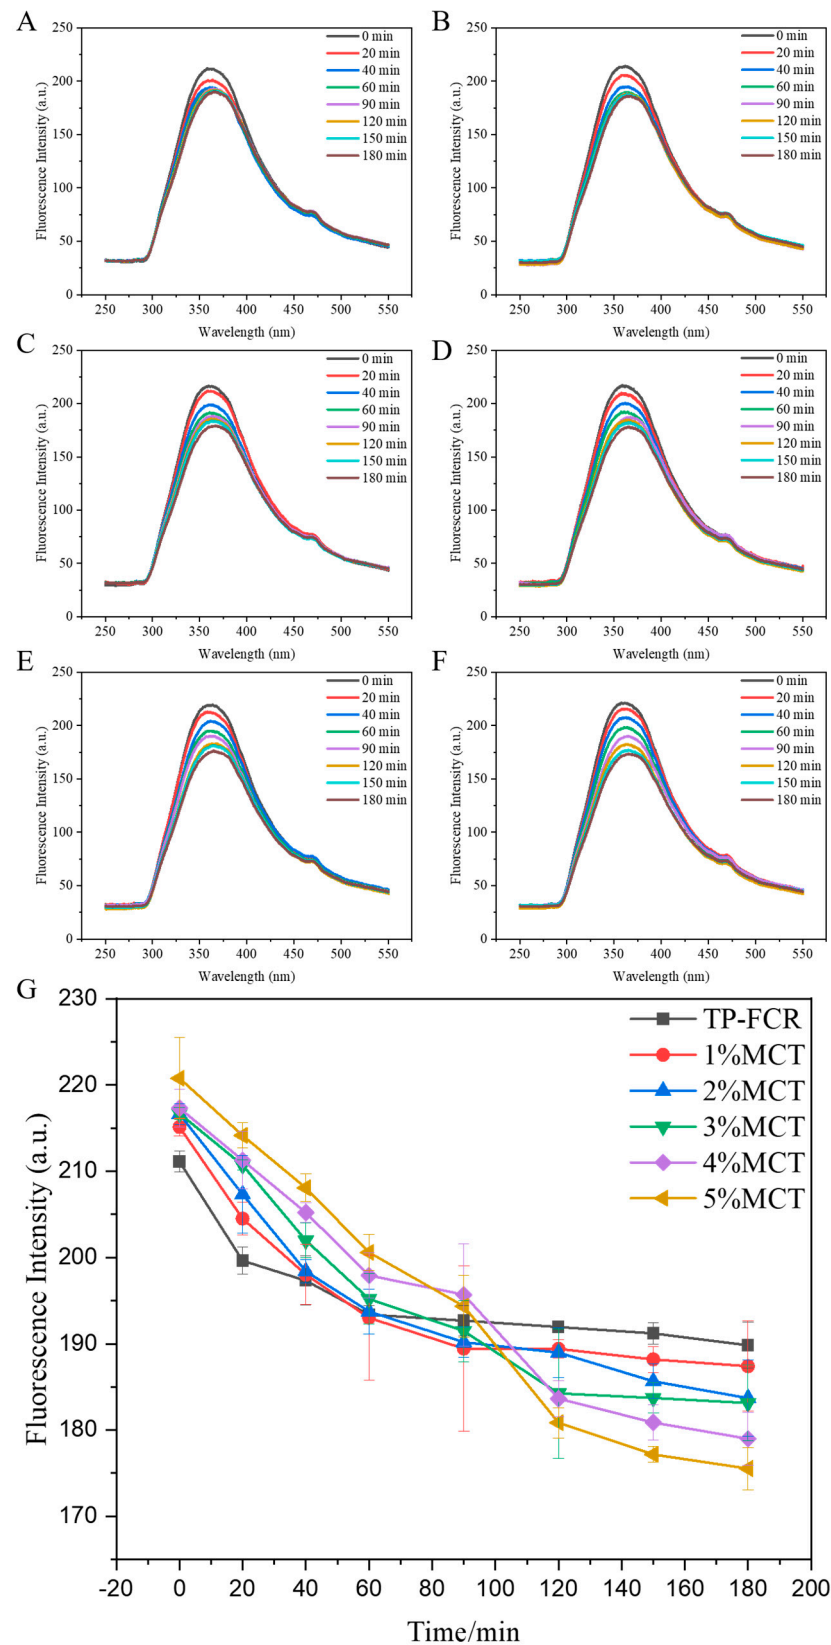 A
Fluorescence Intensity (a.u.)
250
200
150
100
50
0
250 300 350 400 450 500 550
Wavelength (nm)
0 min
20 min
40 min
60 min
90 min
120 min
150 min
180 min
B
Fluorescence Intensity (a.u.)
250
200
150
100
50
0
250 300 350 400 450 500 550
Wavelength (nm)
0 min
20 min
40 min
60 min
90 min
120 min
150 min
180 min
C
Fluorescence Intensity (a.u.)
250
200
150
100
50
0
250 300 350 400 450 500 550
Wavelength (nm)
0 min
20 min
40 min
60 min
90 min
120 min
150 min
180 min
D
Fluorescence Intensity (a.u.)
250
200
150
100
50
0
250 300 350 400 450 500 550
Wavelength (nm)
0 min
20 min
40 min
60 min
90 min
120 min
150 min
180 min
E
Fluorescence Intensity (a.u.)
250
200
150
100
50
0
250 300 350 400 450 500 550
Wavelength (nm)
0 min
20 min
40 min
60 min
90 min
120 min
150 min
180 min
F
Fluorescence Intensity (a.u.)
250
200
150
100
50
0
250 300 350 400 450 500 550
Wavelength (nm)
0 min
20 min
40 min
60 min
90 min
120 min
150 min
180 min
G
Fluorescence Intensity (a.u.)
230
220
210
200
190
180
170
-20 0 20 40 60 80 100 120 140 160 180 200
Time/min
TP-FCR
1%MCT
2%MCT
3%MCT
4%MCT
5%MCT